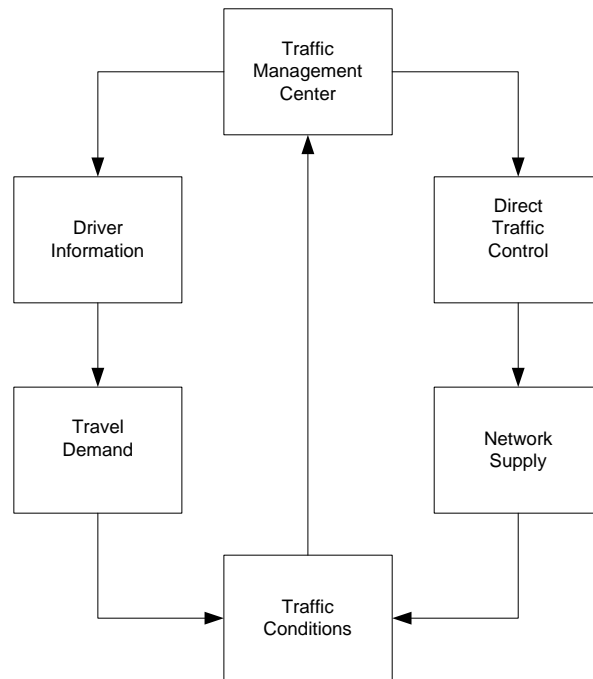 Traffic
Management
Center
Driver
Information
Direct
Traffic
Control
Travel
Demand
Network
Supply
Traffic
Conditions